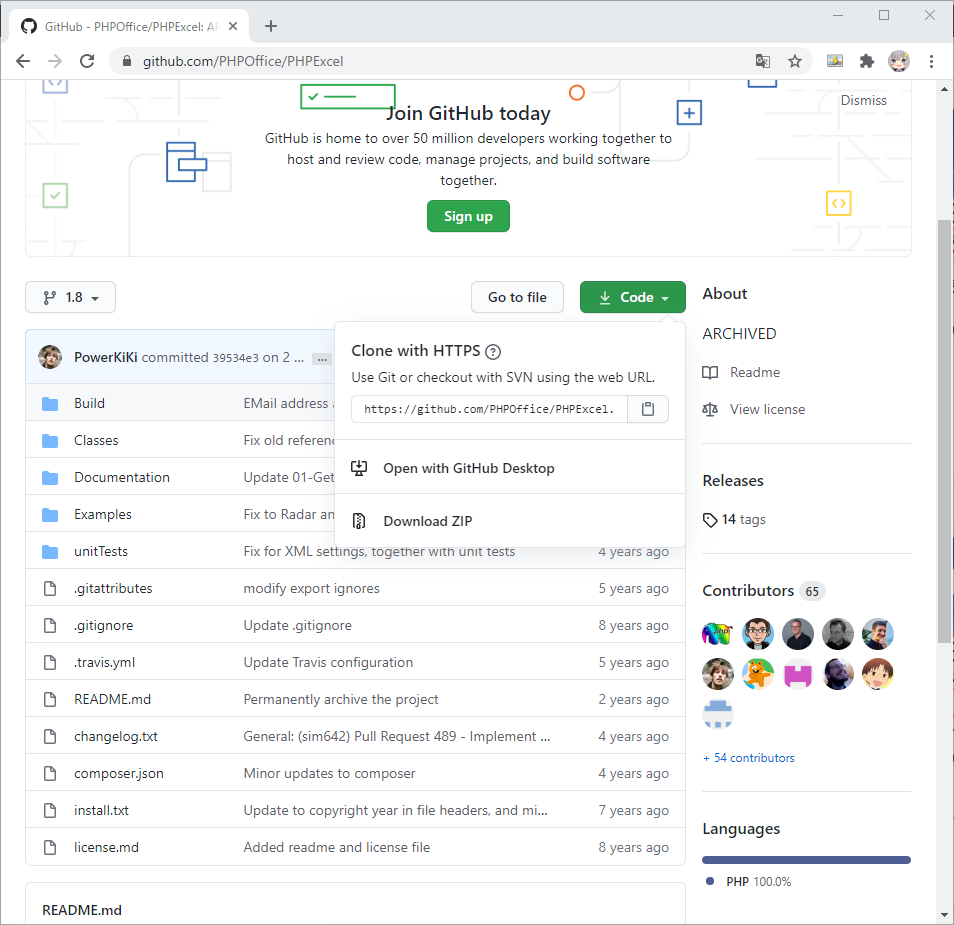 GitHub - PHPOffice/PHPExcel: AR
github.com/PHPOffice/PHPExcel
Dismiss
Join GitHub today
GitHub is home to over 50 million developers working together to
host and review code, manage projects, and build software
together.
Sign up
1.8
Go to file
Code
PowerKiKi committed 39534e3 on 2 ... ...
Clone with HTTPS ?
Use Git or checkout with SVN using the web URL.
https://github.com/PHPOffice/PHPExcel.
Open with GitHub Desktop
Download ZIP
Build EMail address
Classes Fix old referenc
Documentation Update 01-Get
Examples Fix to Radar an
unitTests Fix for XML settings, together with unit tests 4 years ago
.gitattributes modify export ignores 5 years ago
.gitignore Update .gitignore 8 years ago
.travis.yml Update Travis configuration 5 years ago
README.md Permanently archive the project 2 years ago
changelog.txt General: (sim642) Pull Request 489 - Implement ... 4 years ago
composer.json Minor updates to composer 4 years ago
install.txt Update to copyright year in file headers, and mi... 7 years ago
license.md Added readme and license file 8 years ago
README.md
About
ARCHIVED
Readme
View license
Releases
14 tags
Contributors 65
+ 54 contributors
Languages
PHP 100.0%